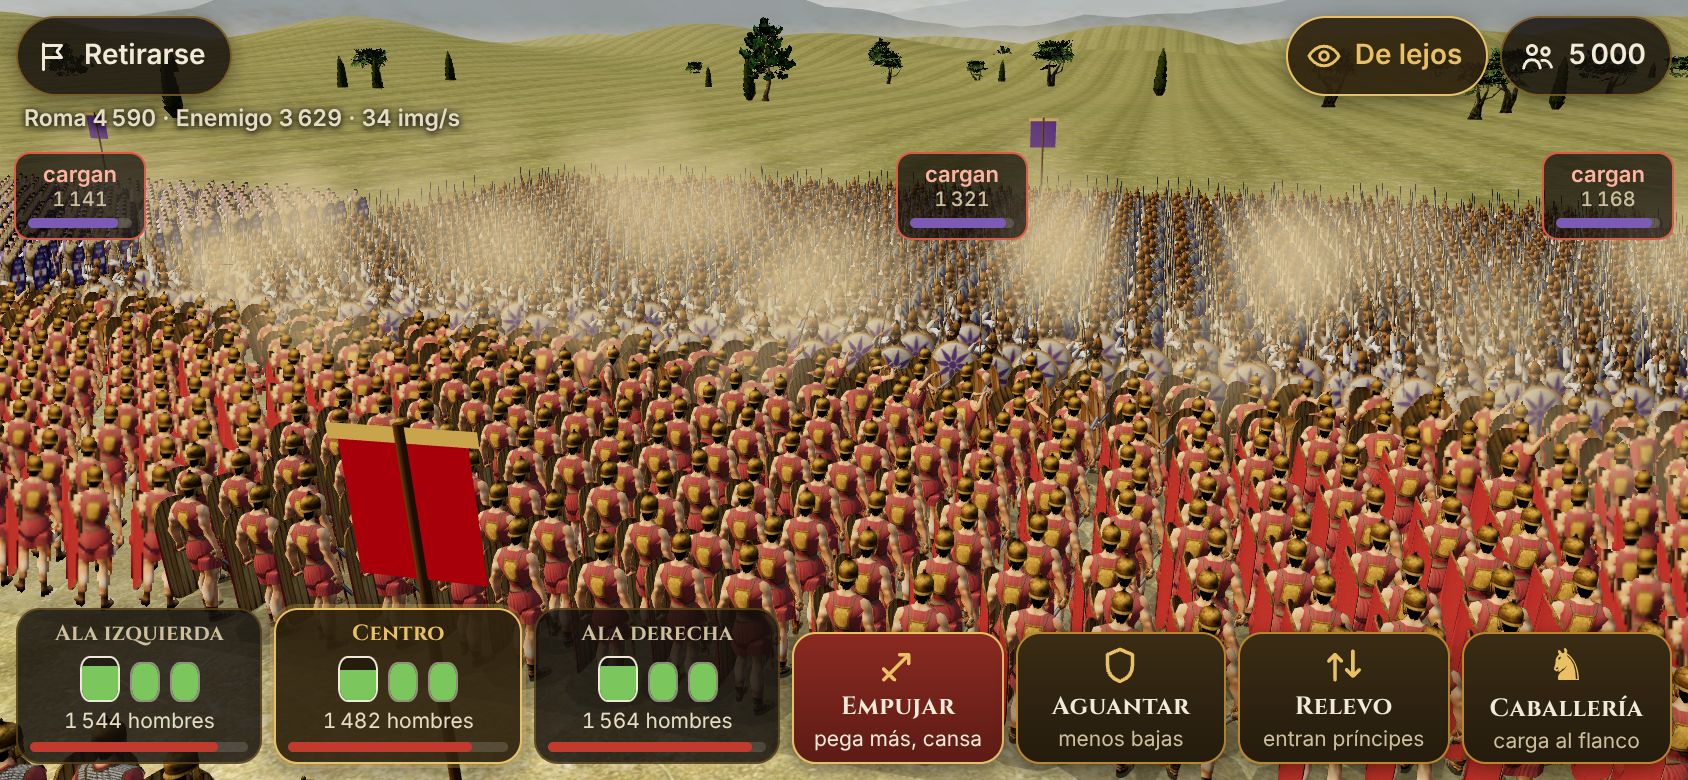 Retirarse
De lejos
5 000
Roma 4 590 · Enemigo 3 629 · 34 img/s
cargan
1 141
cargan
1 321
cargan
1 168
ALA IZQUIERDA
1 544 hombres
CENTRO
1 482 hombres
ALA DERECHA
1 564 hombres
EMPUJAR
pega más, cansa
AGUANTAR
menos bajas
RELEVO
entran príncipes
CABALLERÍA
carga al flanco